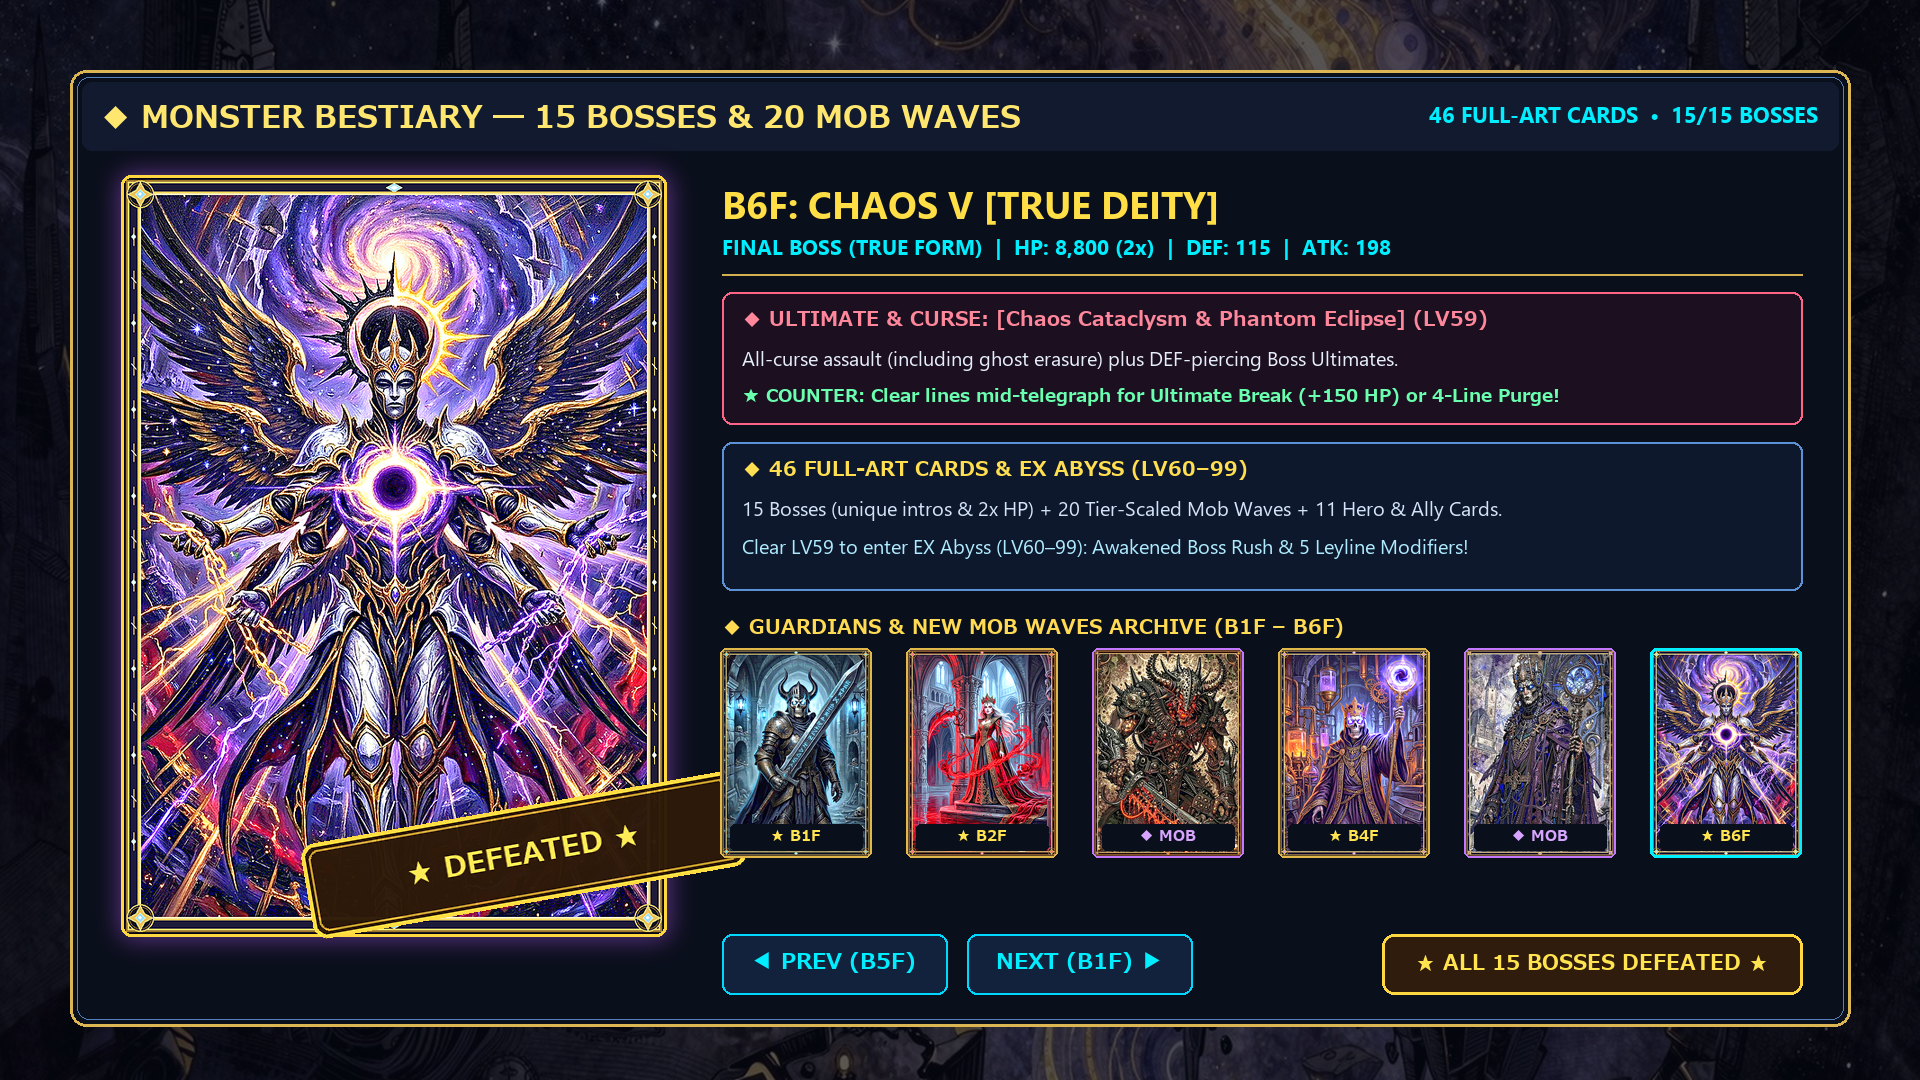 ◆ MONSTER BESTIARY — 15 BOSSES & 20 MOB WAVES
46 FULL-ART CARDS • 15/15 BOSSES
B6F: CHAOS V [TRUE DEITY]
FINAL BOSS (TRUE FORM) | HP: 8,800 (2x) | DEF: 115 | ATK: 198
◆ ULTIMATE & CURSE: [Chaos Cataclysm & Phantom Eclipse] (LV59)
All-curse assault (including ghost erasure) plus DEF-piercing Boss Ultimates.
★ COUNTER: Clear lines mid-telegraph for Ultimate Break (+150 HP) or 4-Line Purge!
◆ 46 FULL-ART CARDS & EX ABYSS (LV60–99)
15 Bosses (unique intros & 2x HP) + 20 Tier-Scaled Mob Waves + 11 Hero & Ally Cards.
Clear LV59 to enter EX Abyss (LV60–99): Awakened Boss Rush & 5 Leyline Modifiers!
◆ GUARDIANS & NEW MOB WAVES ARCHIVE (B1F – B6F)
★ B1F
★ B2F
◆ MOB
★ B4F
◆ MOB
★ B6F
★ DEFEATED ★
◀ PREV (B5F)
NEXT (B1F) ▶
★ ALL 15 BOSSES DEFEATED ★